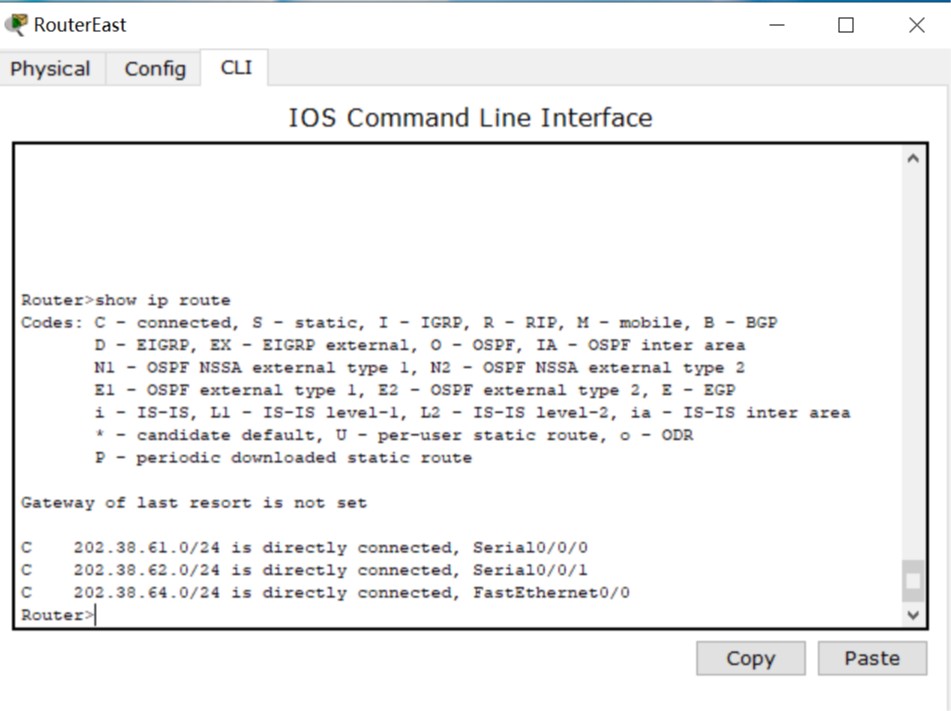 RouterEast
Physical Config CLI
IOS Command Line Interface
Router>show ip route
Codes: C - connected, S - static, I - IGRP, R - RIP, M - mobile, B - BGP
D - EIGRP, EX - EIGRP external, O - OSPF, IA - OSPF inter area
N1 - OSPF NSSA external type 1, N2 - OSPF NSSA external type 2
E1 - OSPF external type 1, E2 - OSPF external type 2, E - EGP
i - IS-IS, L1 - IS-IS level-1, L2 - IS-IS level-2, ia - IS-IS inter area
* - candidate default, U - per-user static route, o - ODR
P - periodic downloaded static route
Gateway of last resort is not set
C 202.38.61.0/24 is directly connected, Serial0/0/0
C 202.38.62.0/24 is directly connected, Serial0/0/1
C 202.38.64.0/24 is directly connected, FastEthernet0/0
Router>
Copy Paste